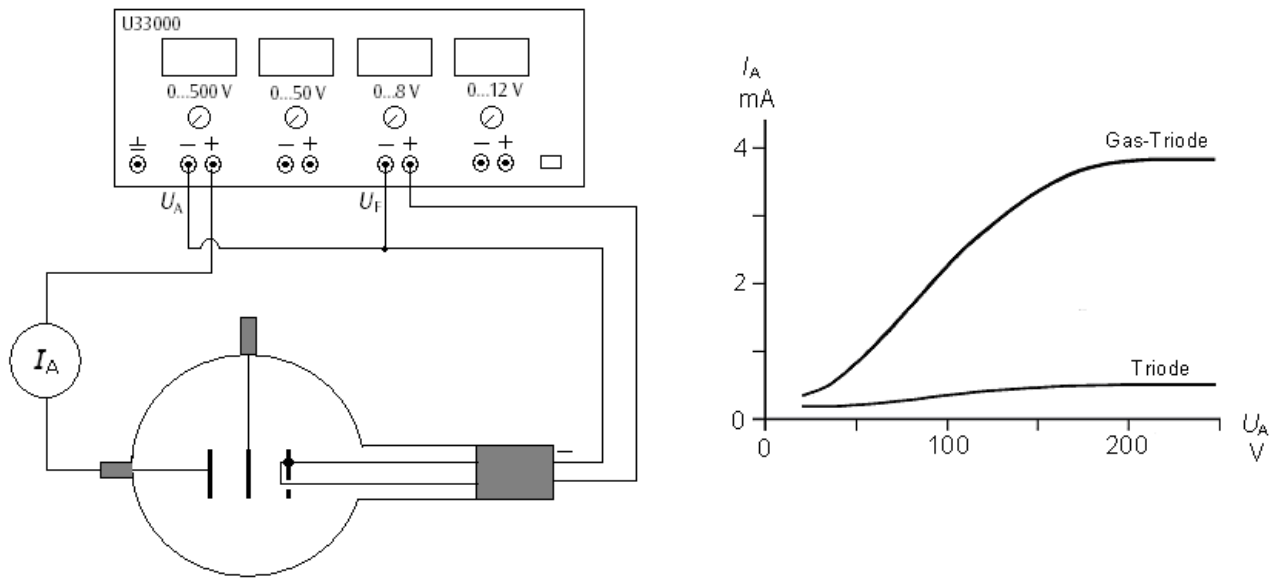 U33000
0...500 V 0...50 V 0...8 V 0...12 V
− + − + − + − +
U_A U_F
I_A
−
I_A
mA
4
Gas-Triode
2
Triode
0
0 100 200 U_A
V